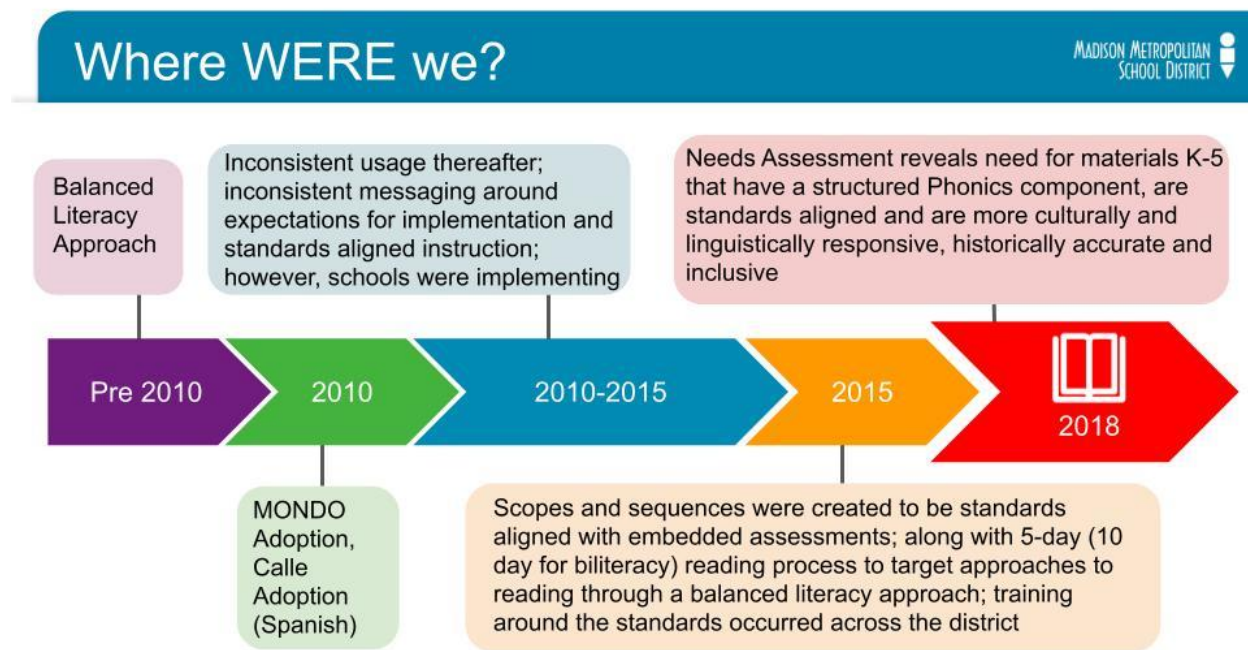 Where WERE we?
MADISON METROPOLITAN
SCHOOL DISTRICT
Balanced
Literacy
Approach
Inconsistent usage thereafter;
inconsistent messaging around
expectations for implementation and
standards aligned instruction;
however, schools were implementing
Needs Assessment reveals need for materials K-5
that have a structured Phonics component, are
standards aligned and are more culturally and
linguistically responsive, historically accurate and
inclusive
Pre 2010
2010
2010-2015
2015
2018
MONDO
Adoption,
Calle
Adoption
(Spanish)
Scopes and sequences were created to be standards
aligned with embedded assessments; along with 5-day (10
day for biliteracy) reading process to target approaches to
reading through a balanced literacy approach; training
around the standards occurred across the district